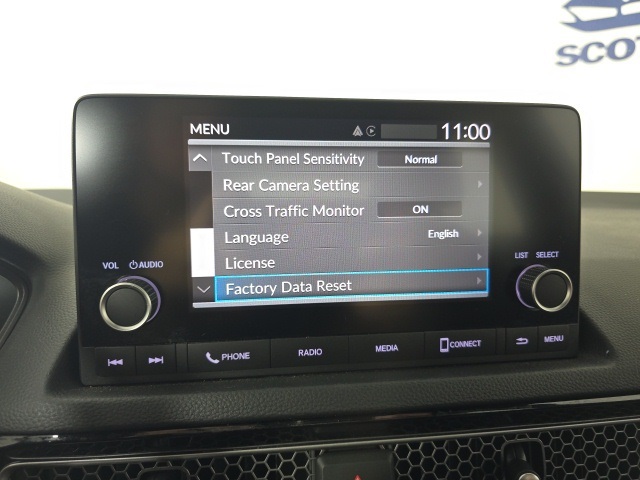 SCOT
MENU 11:00
Touch Panel Sensitivity Normal
Rear Camera Setting
Cross Traffic Monitor ON
Language English
License
Factory Data Reset
VOL AUDIO
LIST SELECT
PHONE RADIO MEDIA CONNECT MENU